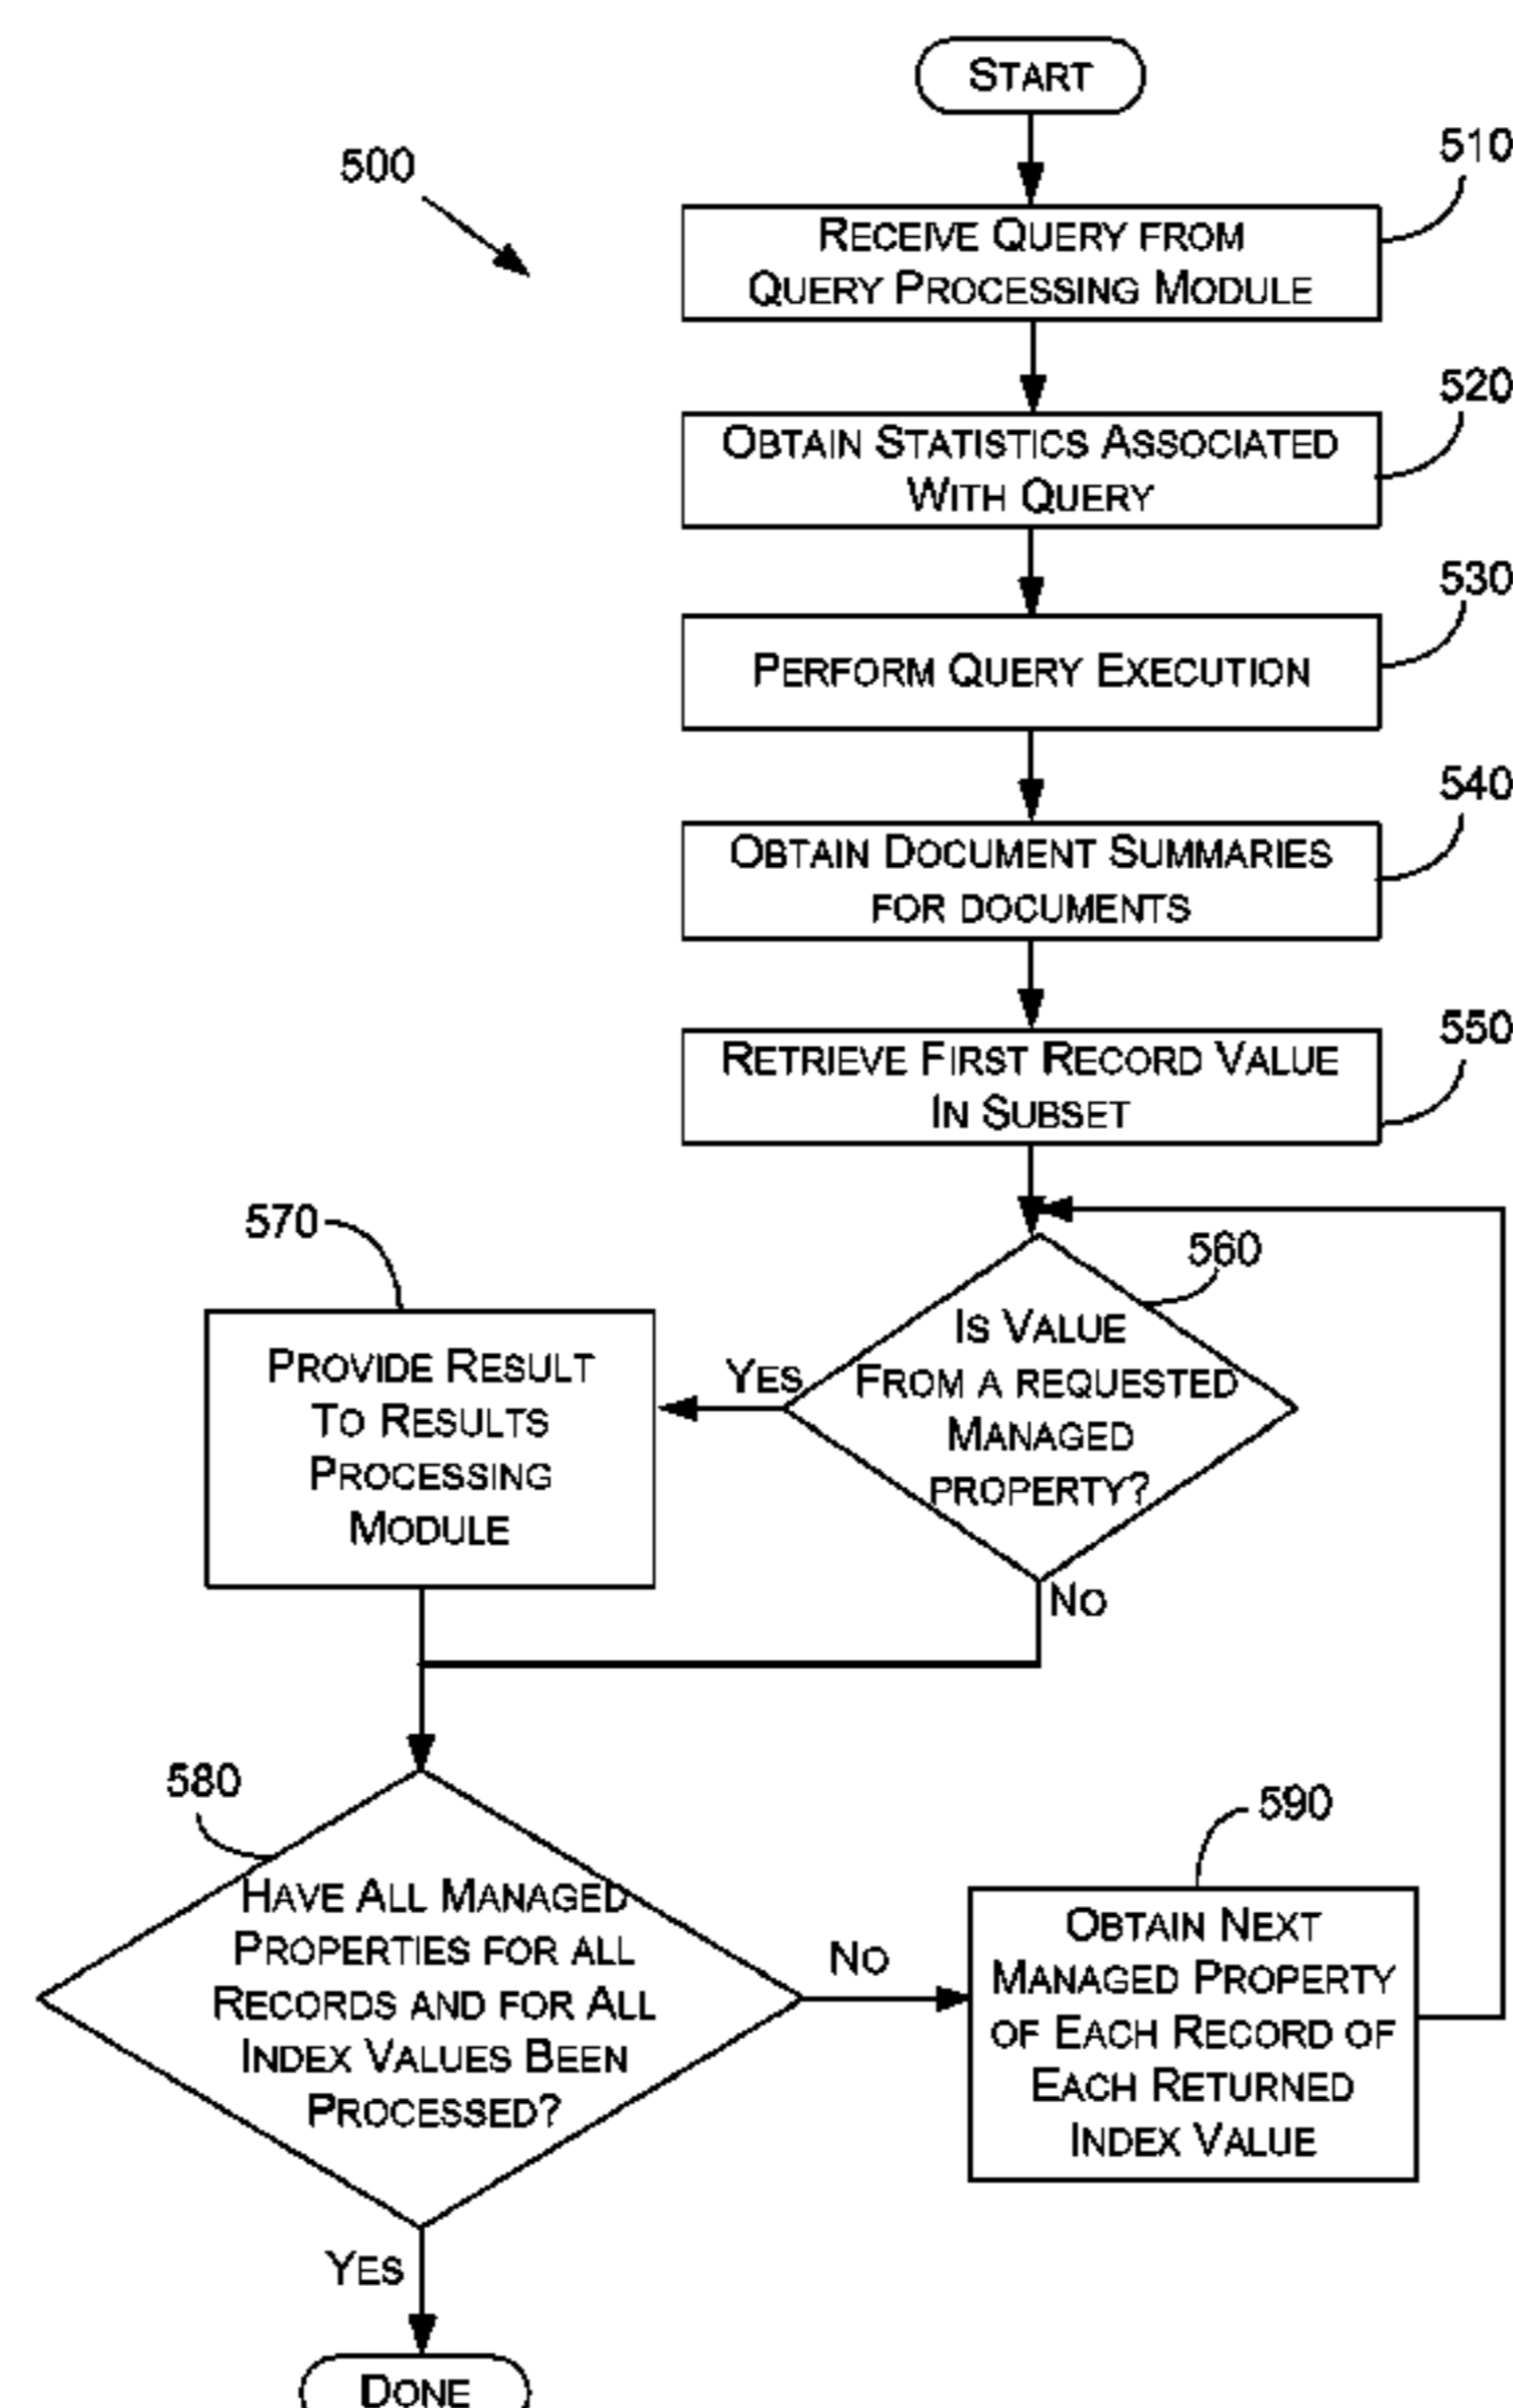 START
500
510
RECEIVE QUERY FROM
QUERY PROCESSING MODULE
520
OBTAIN STATISTICS ASSOCIATED
WITH QUERY
530
PERFORM QUERY EXECUTION
540
OBTAIN DOCUMENT SUMMARIES
FOR DOCUMENTS
550
RETRIEVE FIRST RECORD VALUE
IN SUBSET
570
560
PROVIDE RESULT
TO RESULTS
PROCESSING
MODULE
YES
IS VALUE
FROM A REQUESTED
MANAGED
PROPERTY?
NO
580
HAVE ALL MANAGED
PROPERTIES FOR ALL
RECORDS AND FOR ALL
INDEX VALUES BEEN
PROCESSED?
NO
590
OBTAIN NEXT
MANAGED PROPERTY
OF EACH RECORD OF
EACH RETURNED
INDEX VALUE
YES
DONE